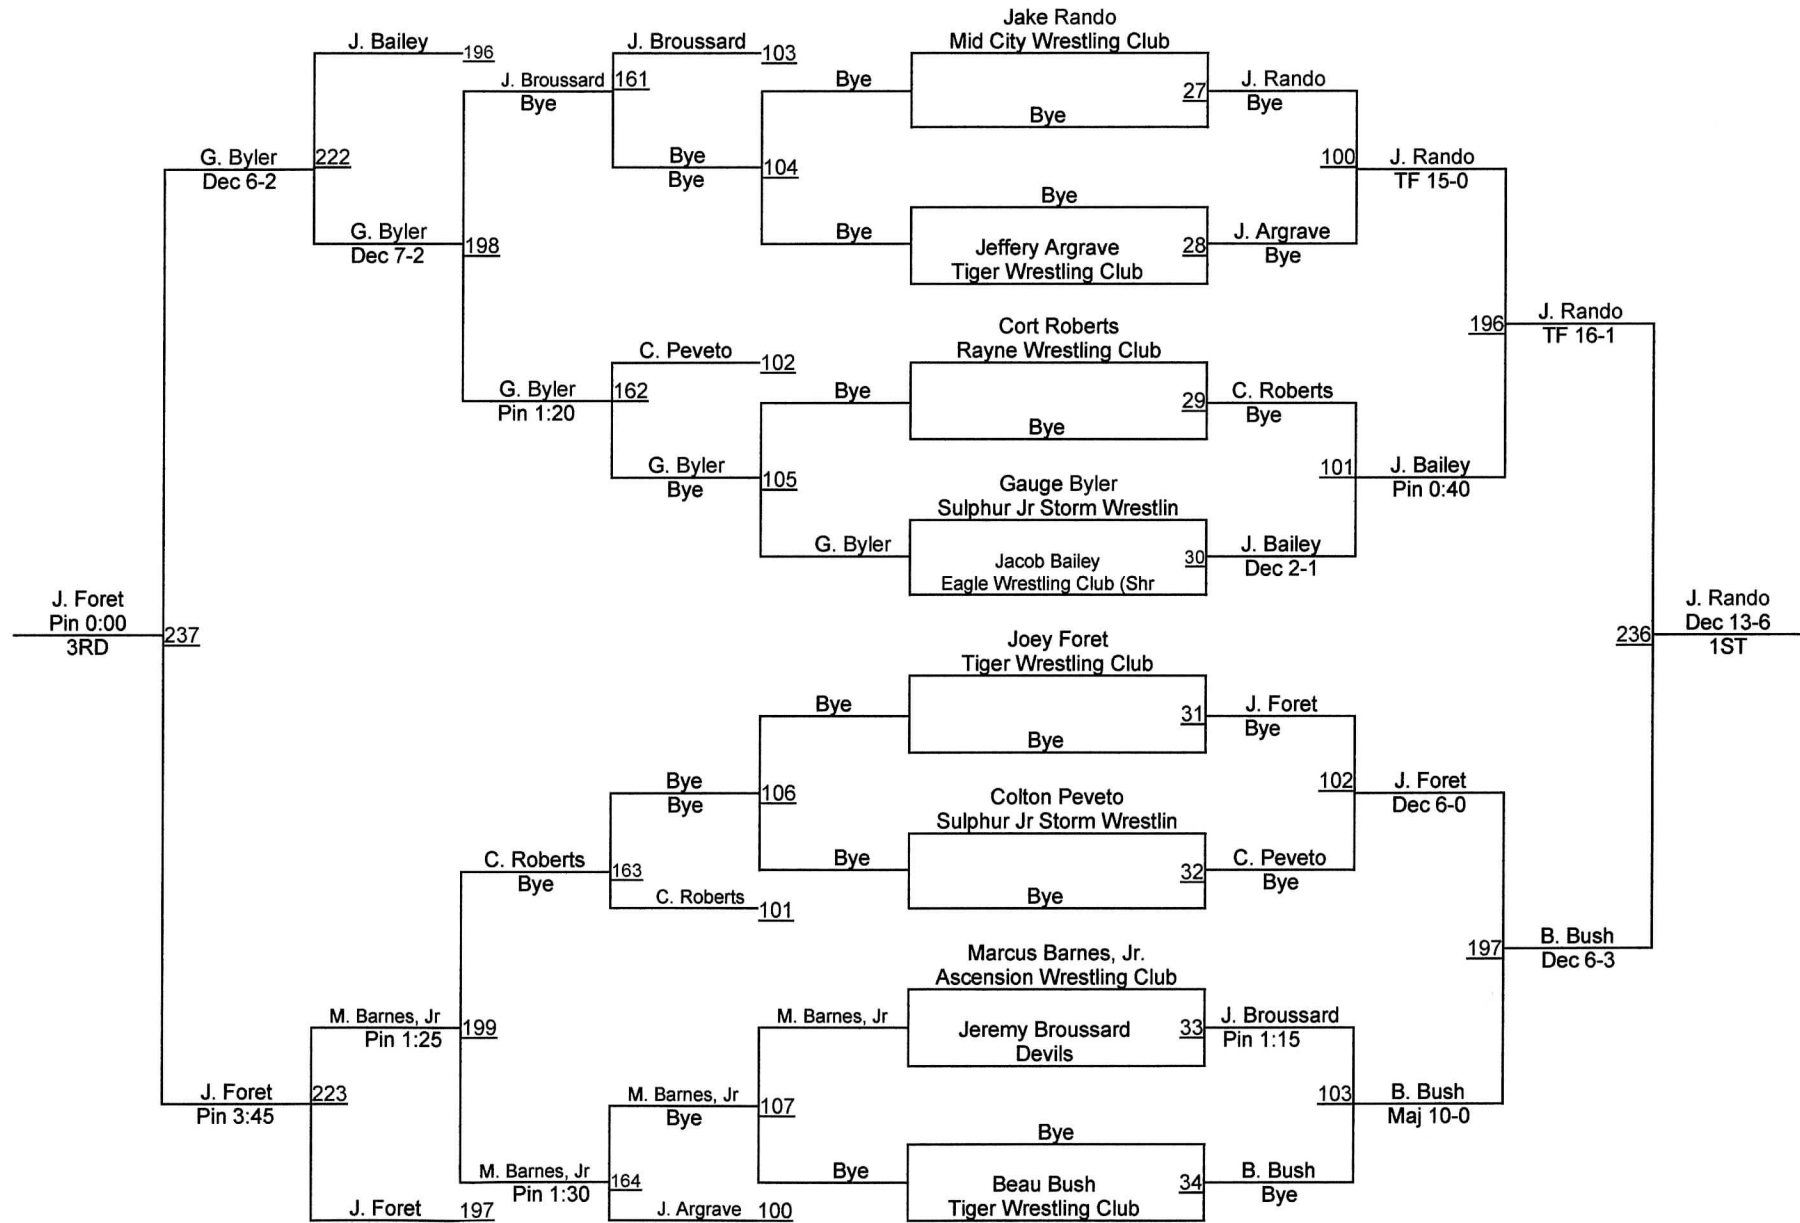 Jake Rando
Mid City Wrestling Club
J. Bailey 196
J. Broussard 103
J. Broussard 161
Bye
Bye
27 J. Rando
Bye
Bye
G. Byler 222
Dec 6-2
Bye
Bye
104
100 J. Rando
TF 15-0
Bye
G. Byler 198
Dec 7-2
Bye
Jeffery Argrave
Tiger Wrestling Club
28 J. Argrave
Bye
Cort Roberts
Rayne Wrestling Club
196 J. Rando
TF 16-1
C. Peveto 102
G. Byler 162
Pin 1:20
Bye
29 C. Roberts
Bye
Bye
G. Byler 105
Bye
101 J. Bailey
Pin 0:40
Gauge Byler
Sulphur Jr Storm Wrestlin
G. Byler
Jacob Bailey
Eagle Wrestling Club (Shr
30 J. Bailey
Dec 2-1
J. Foret
Pin 0:00
3RD
237
236
J. Rando
Dec 13-6
1ST
Joey Foret
Tiger Wrestling Club
Bye
31 J. Foret
Bye
Bye
Bye
Bye
106
102 J. Foret
Dec 6-0
Colton Peveto
Sulphur Jr Storm Wrestlin
C. Roberts 163
Bye
C. Roberts 101
Bye
32 C. Peveto
Bye
Bye
197 B. Bush
Dec 6-3
Marcus Barnes, Jr.
Ascension Wrestling Club
M. Barnes, Jr 199
Pin 1:25
M. Barnes, Jr
Jeremy Broussard
Devils
33 J. Broussard
Pin 1:15
J. Foret 223
Pin 3:45
M. Barnes, Jr 107
Bye
103 B. Bush
Maj 10-0
Bye
M. Barnes, Jr 164
Pin 1:30
Bye
Beau Bush
Tiger Wrestling Club
34 B. Bush
Bye
J. Foret 197
J. Argrave 100